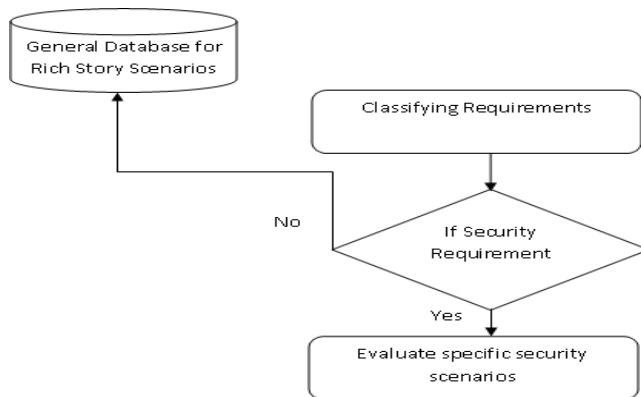 General Database for
Rich Story Scenarios
Classifying Requirements
No
If Security
Requirement
Yes
Evaluate specific security
scenarios